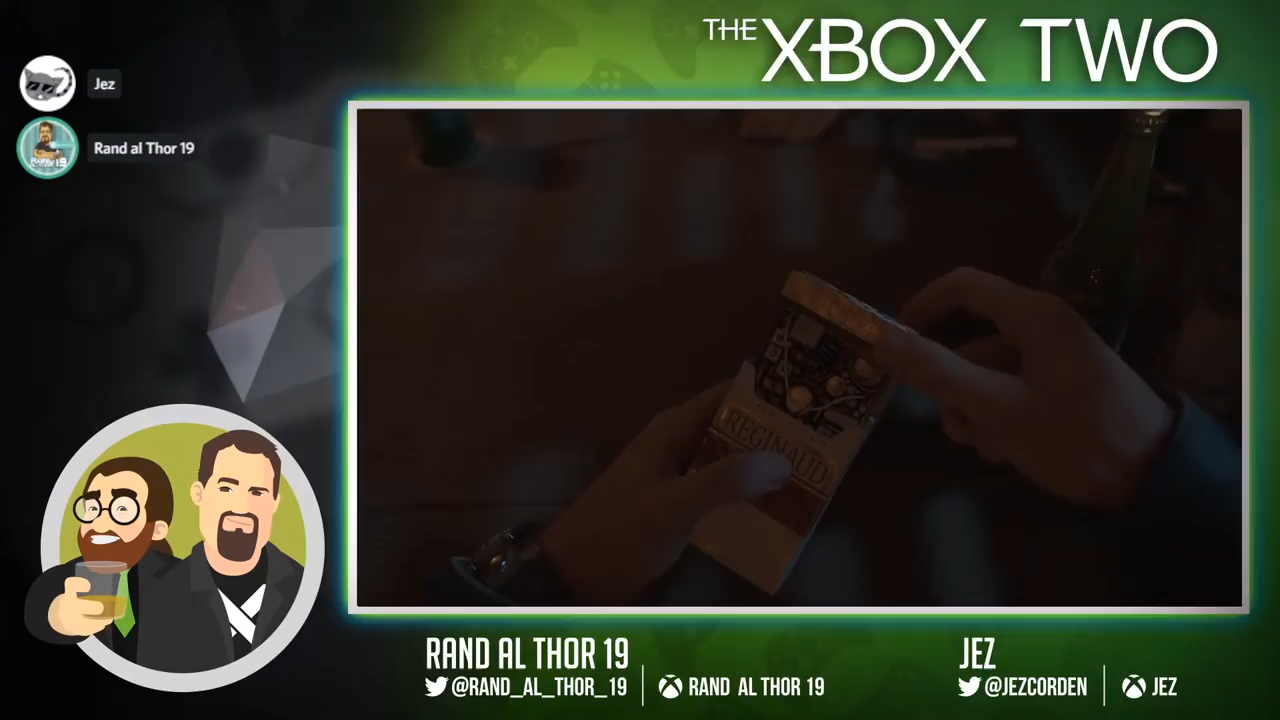 THE XBOX TWO
Jez
Rand al Thor 19
REGINAUD
RAND AL THOR 19
@RAND_AL_THOR_19
RAND AL THOR 19
JEZ
@JEZCORDEN
JEZ